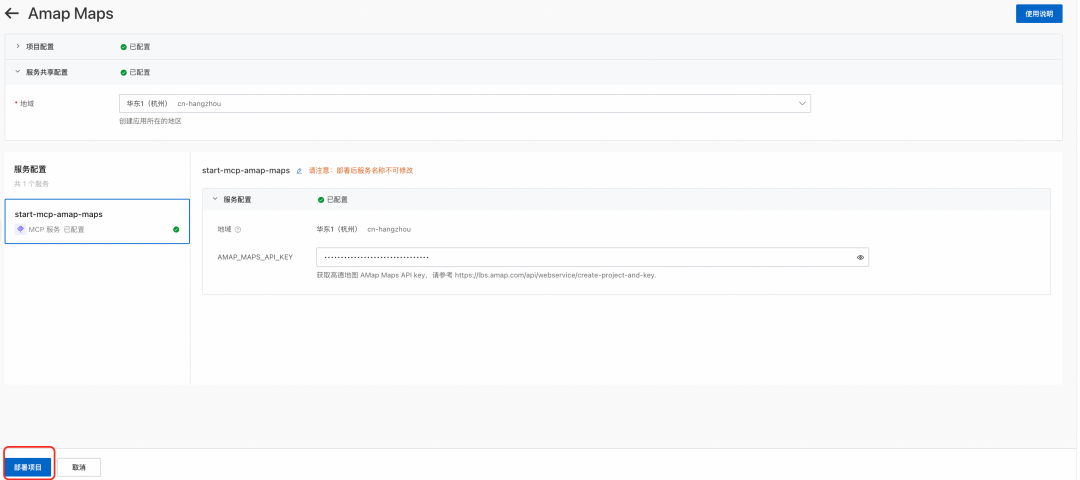 Amap Maps
使用说明
项目配置 已配置
服务共享配置 已配置
* 地域 华东1（杭州） cn-hangzhou
创建应用所在的地区
服务配置
共 1 个服务
start-mcp-amap-maps
MCP 服务 已配置
start-mcp-amap-maps 请注意：部署后服务名称不可修改
服务配置 已配置
地域 华东1（杭州） cn-hangzhou
AMAP_MAPS_API_KEY
获取高德地图 AMap Maps API key，请参考 https://lbs.amap.com/api/webservice/create-project-and-key.
部署项目 取消